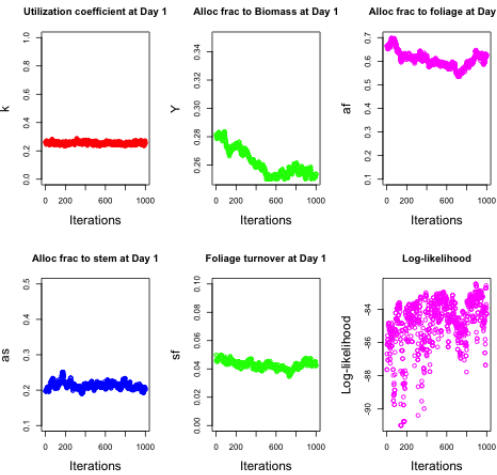 Utilization coefficient at Day 1
Alloc frac to Biomass at Day 1
Alloc frac to foliage at Day
k
0.0 0.2 0.4 0.6 0.8 1.0
0 200 600 1000
Iterations
Y
0.26 0.28 0.30 0.32 0.34
0 200 600 1000
Iterations
af
0.1 0.2 0.3 0.4 0.5 0.6 0.7
0 200 600 1000
Iterations
Alloc frac to stem at Day 1
Foliage turnover at Day 1
Log-likelihood
as
0.1 0.2 0.3 0.4 0.5
0 200 600 1000
Iterations
sf
0.00 0.02 0.04 0.06 0.08 0.10
0 200 600 1000
Iterations
Log-likelihood
-90 -88 -86 -84
0 200 600 1000
Iterations